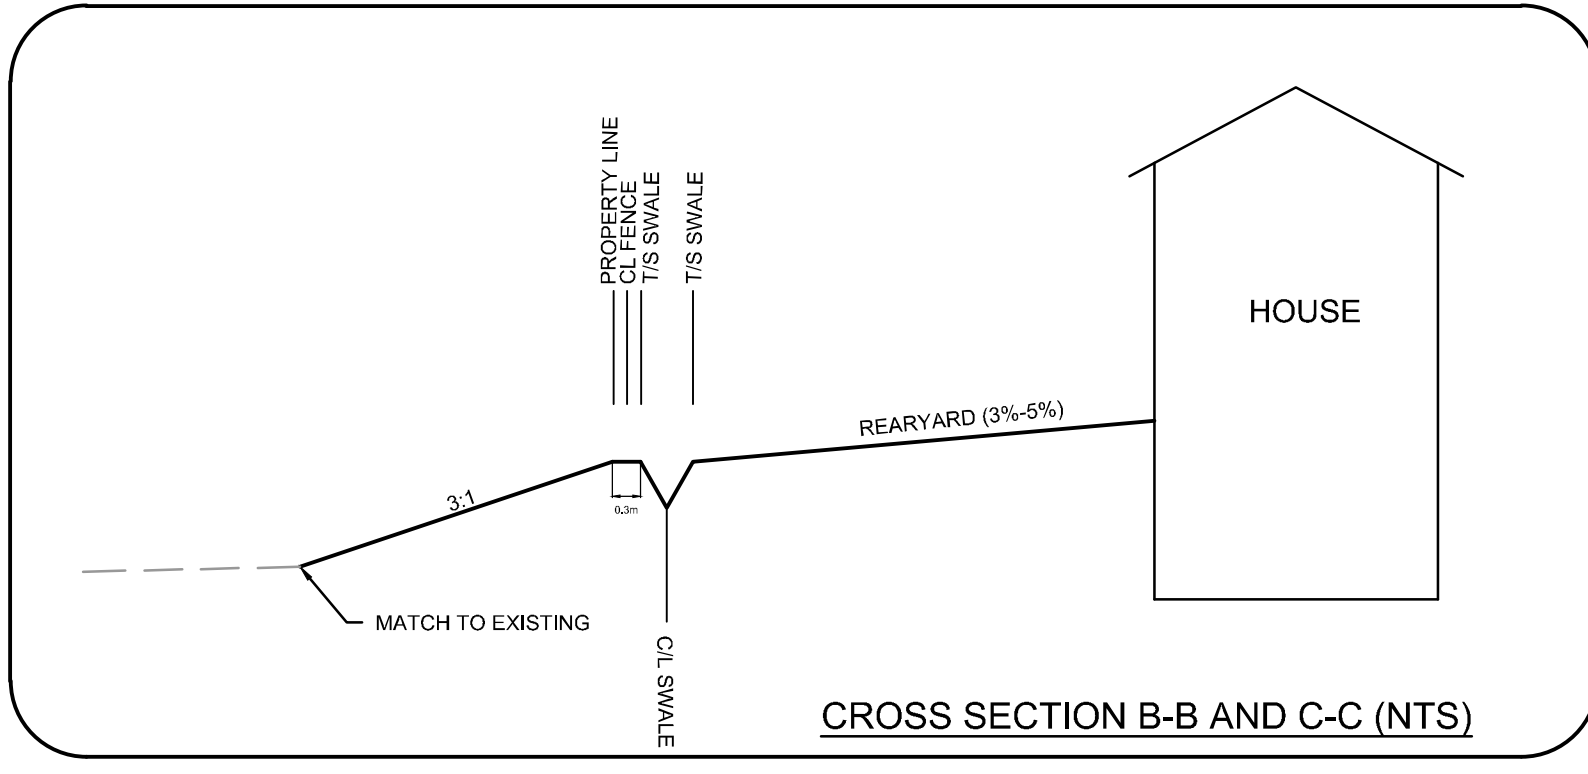 PROPERTY LINE
CL FENCE
T/S SWALE
T/S SWALE
HOUSE
REARYARD (3%-5%)
3:1
0.3m
MATCH TO EXISTING
C/L SWALE
CROSS SECTION B-B AND C-C (NTS)